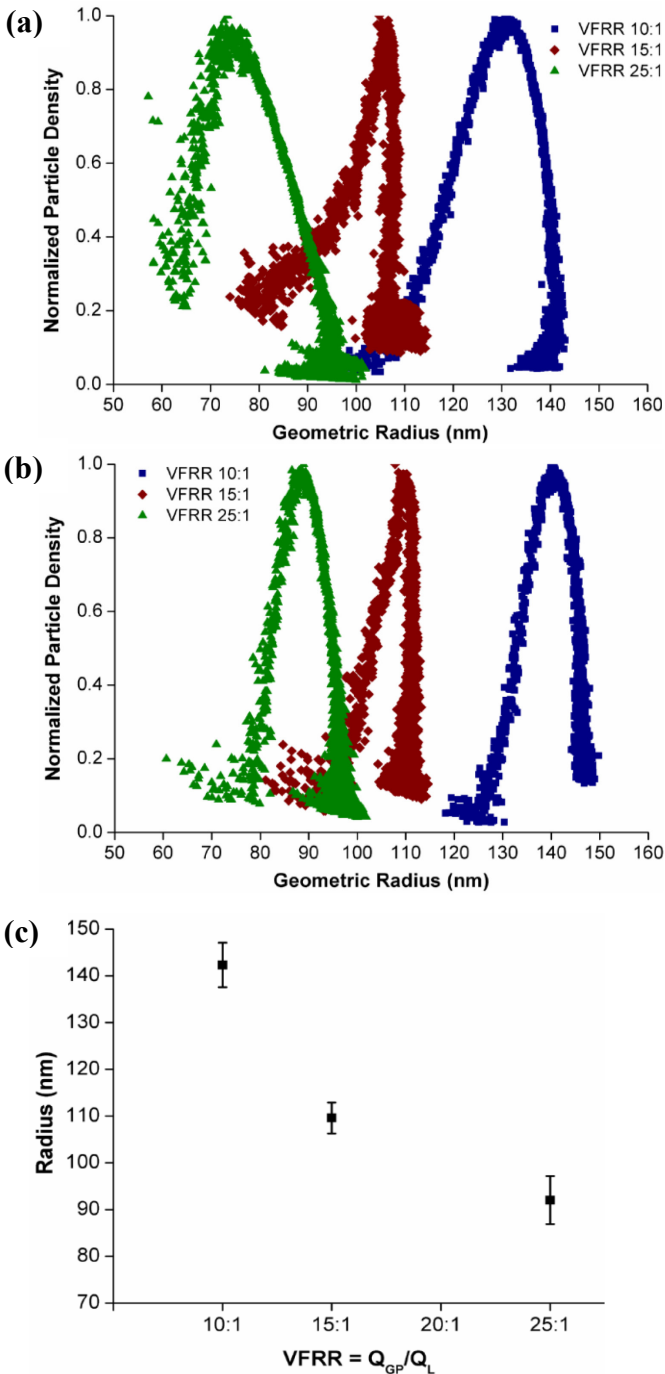 (a)
VFRR 10:1
VFRR 15:1
VFRR 25:1
Normalized Particle Density
1.0
0.8
0.6
0.4
0.2
0.0
50 60 70 80 90 100 110 120 130 140 150 160
Geometric Radius (nm)
(b)
VFRR 10:1
VFRR 15:1
VFRR 25:1
Normalized Particle Density
1.0
0.8
0.6
0.4
0.2
0.0
50 60 70 80 90 100 110 120 130 140 150 160
Geometric Radius (nm)
(c)
Radius (nm)
150
140
130
120
110
100
90
80
70
10:1 15:1 20:1 25:1
VFRR = Q_GP/Q_L